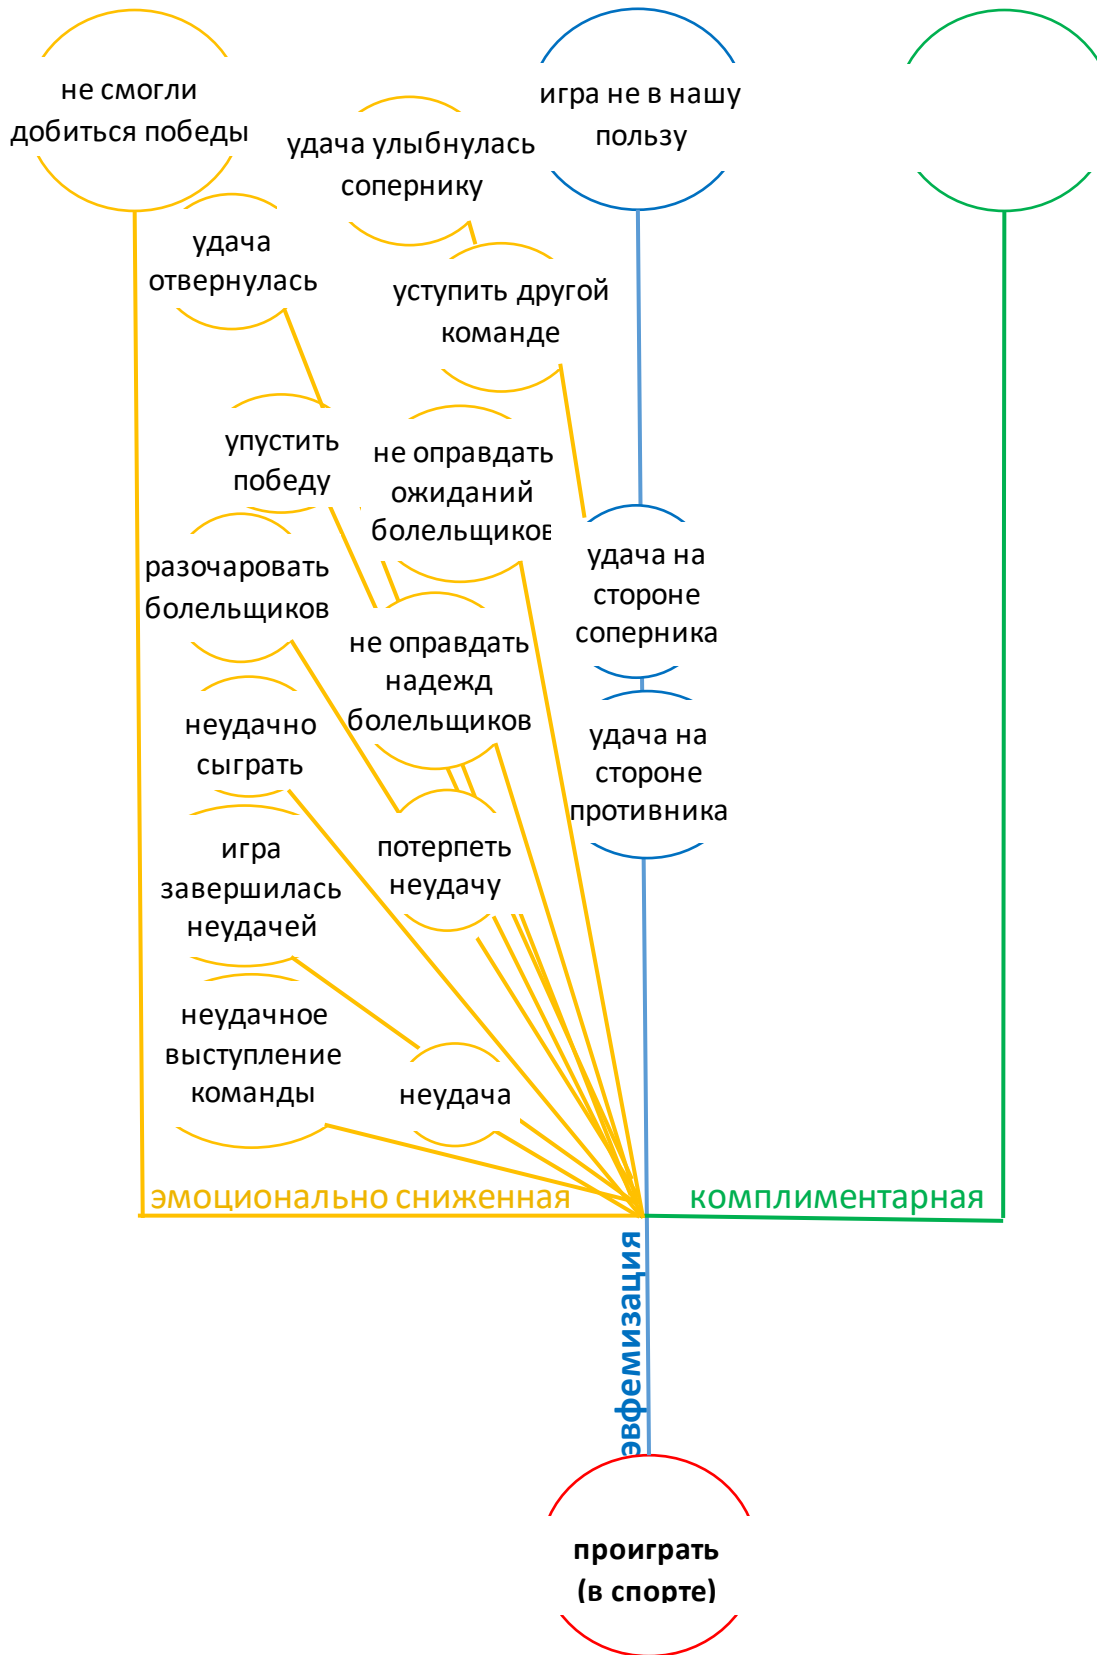 не смогли
добиться победы
удача улыбнулась
сопернику
игра не в нашу
пользу
удача
отвернулась
уступить другой
команде
упустить
победу
не оправдать
ожиданий
болельщиков
разочаровать
болельщиков
удача на
стороне
соперника
не оправдать
надежд
болельщиков
неудачно
сыграть
удача на
стороне
противника
игра
завершилась
неудачей
потерпеть
неудачу
неудачное
выступление
команды
неудача
эмоционально сниженная
комплиментарная
эвфемизация
проиграть
(в спорте)